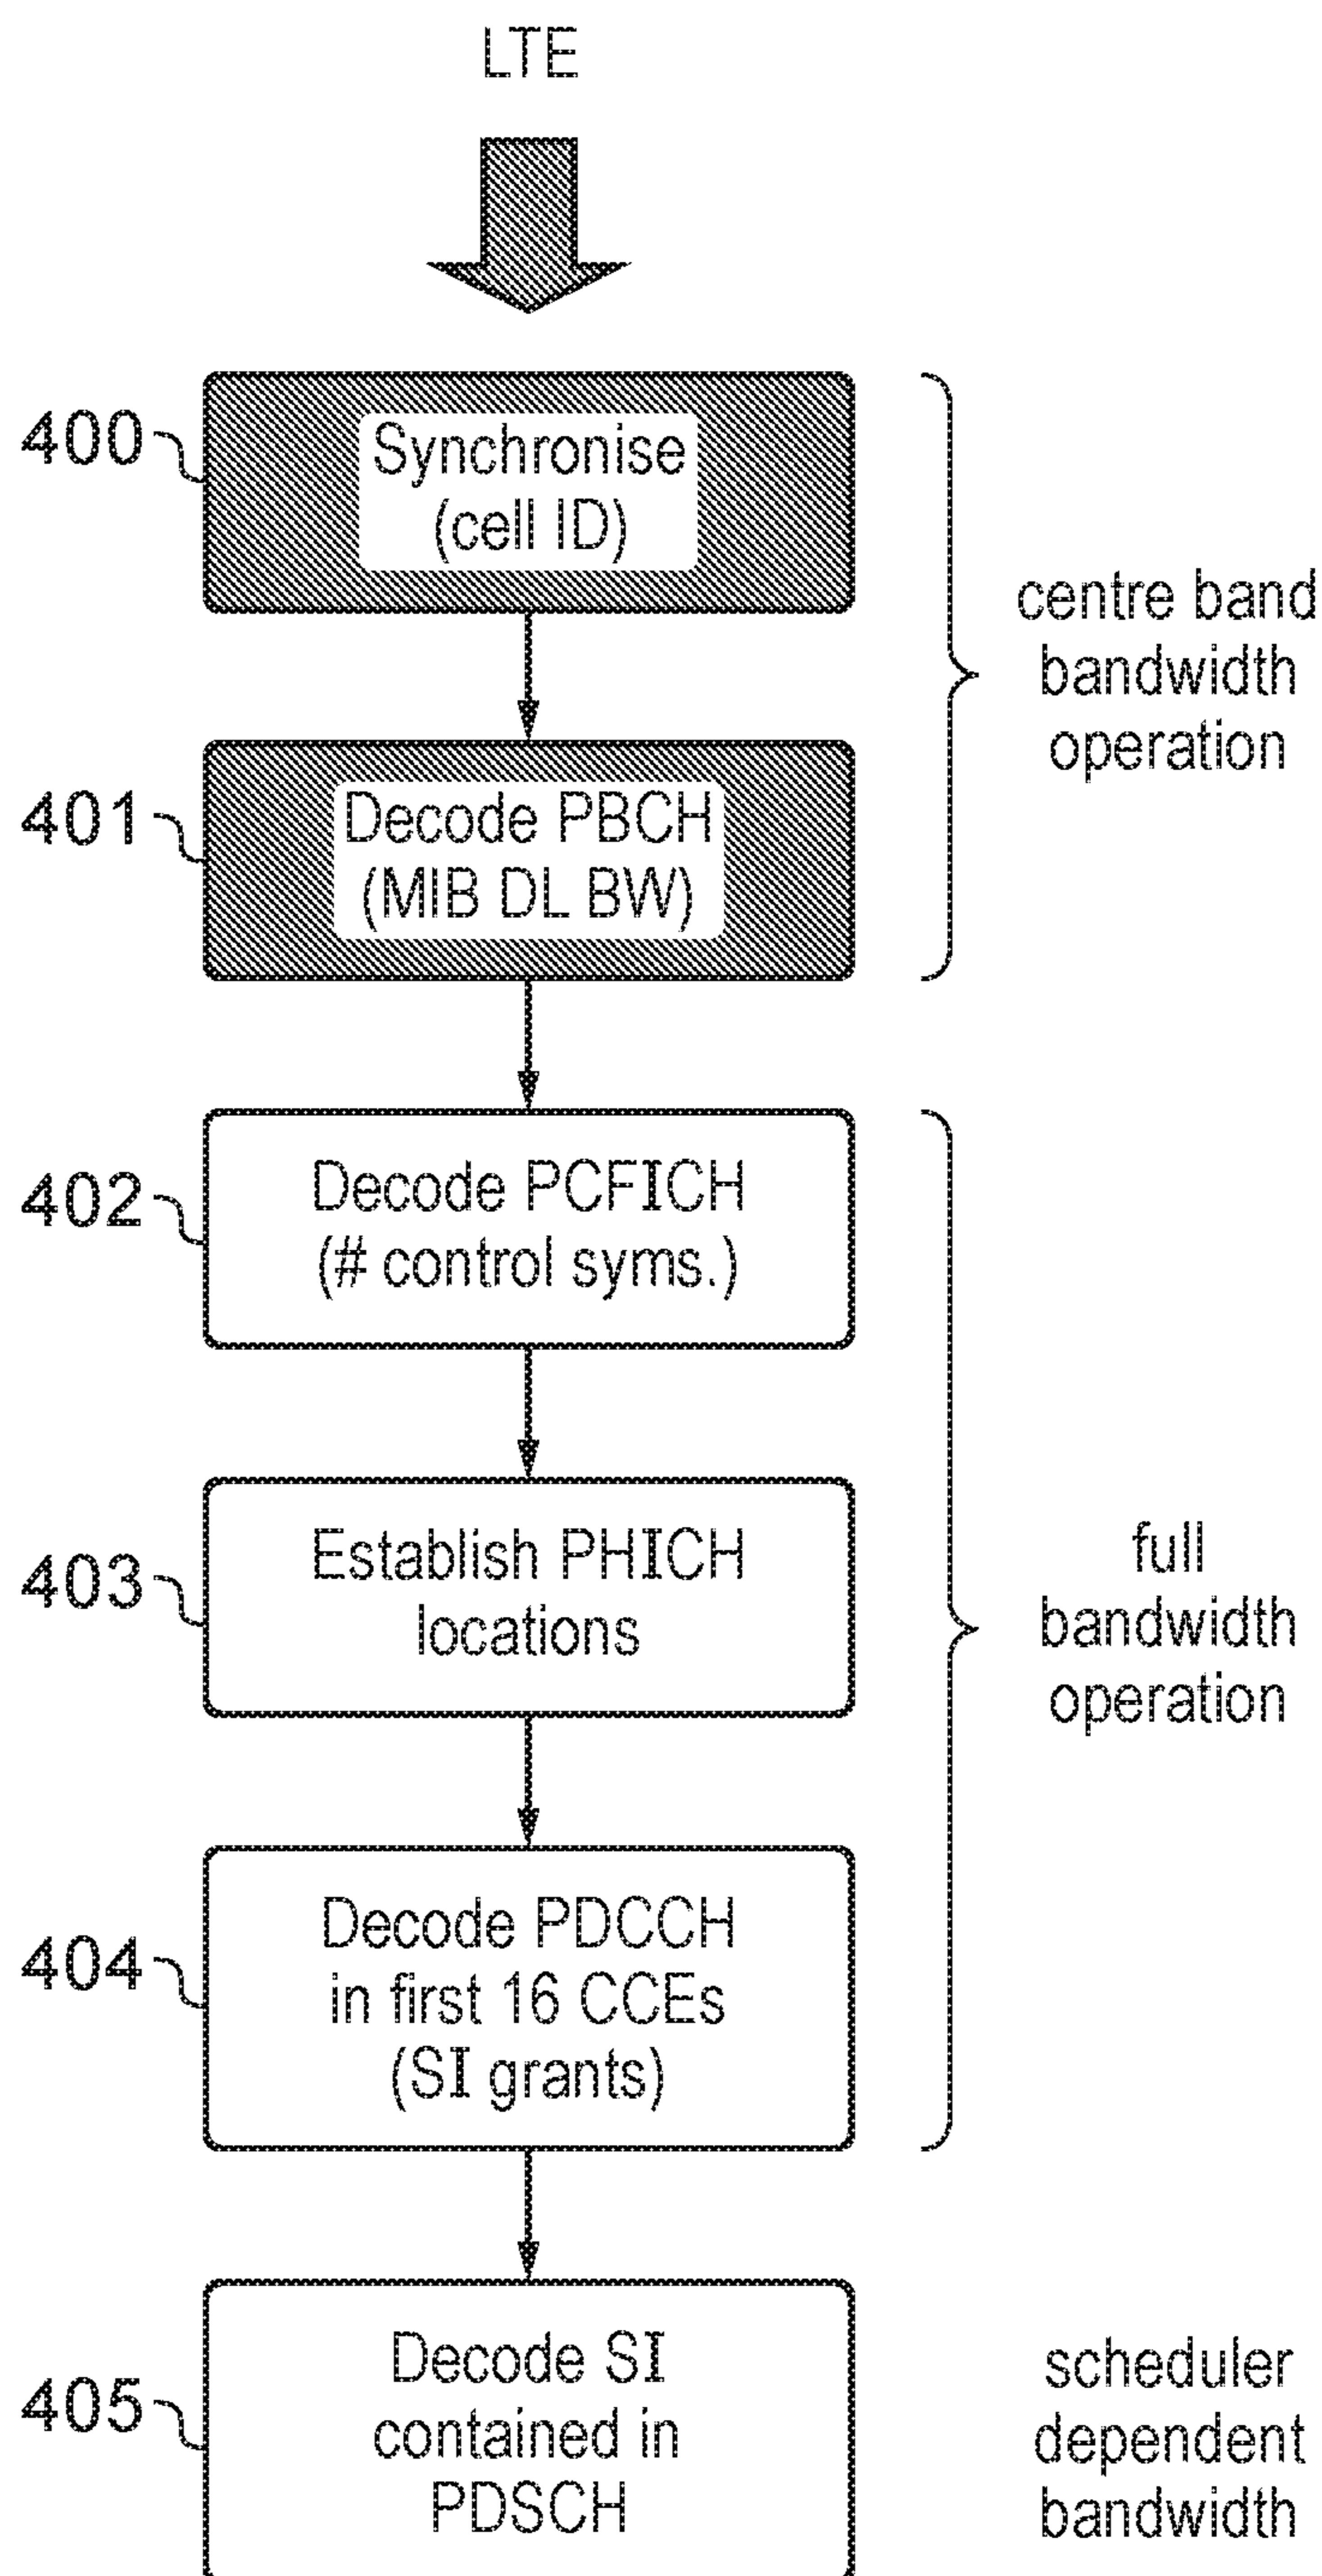 LTE
400
Synchronise
(cell ID)
centre band
bandwidth
operation
401
Decode PBCH
(MIB DL BW)
402
Decode PCFICH
(# control syms.)
403
Establish PHICH
locations
full
bandwidth
operation
404
Decode PDCCH
in first 16 CCEs
(SI grants)
405
Decode SI
contained in
PDSCH
scheduler
dependent
bandwidth